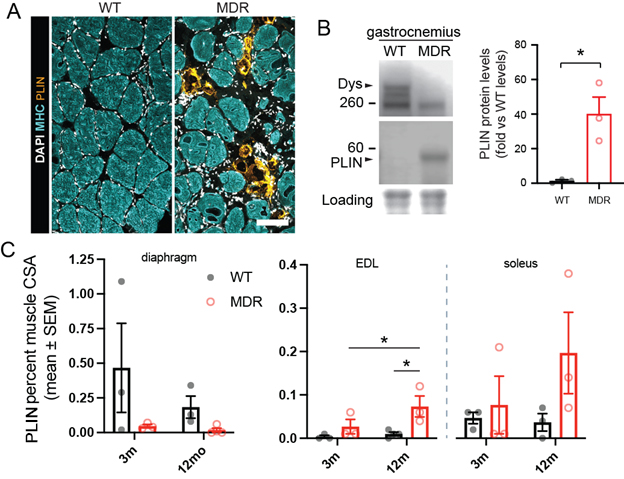 A
WT
MDR
DAPI MHC PLIN
B
gastrocnemius
WT MDR
Dys
260
60
PLIN
Loading
PLIN protein levels
(fold vs WT levels)
80
60
40
20
0
*
WT
MDR
C
PLIN percent muscle CSA
(mean ± SEM)
diaphragm
WT
MDR
1.25
1.00
0.75
0.50
0.25
0.00
3m
12mo
EDL
0.4
0.3
0.2
0.1
0.0
*
*
3m
12m
soleus
3m
12m